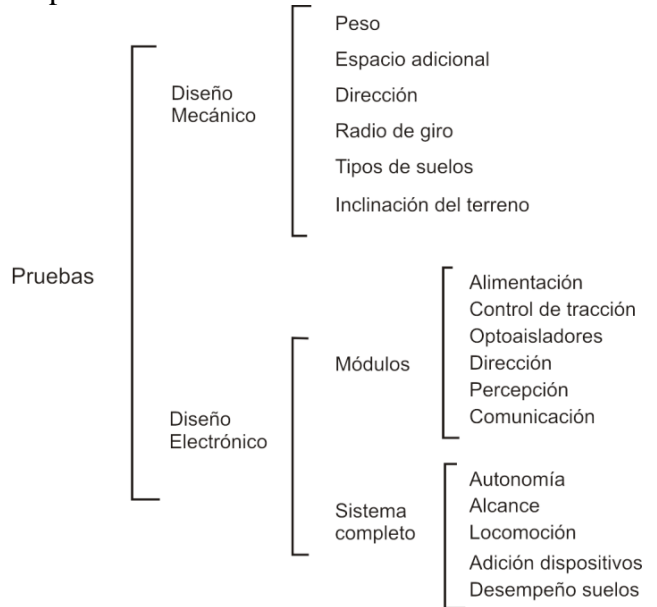 Peso
Espacio adicional
Diseño
Mecánico
Dirección
Radio de giro
Tipos de suelos
Inclinación del terreno
Pruebas
Diseño
Electrónico
Módulos
Alimentación
Control de tracción
Optoaisladores
Dirección
Percepción
Comunicación
Sistema
completo
Autonomía
Alcance
Locomoción
Adición dispositivos
Desempeño suelos